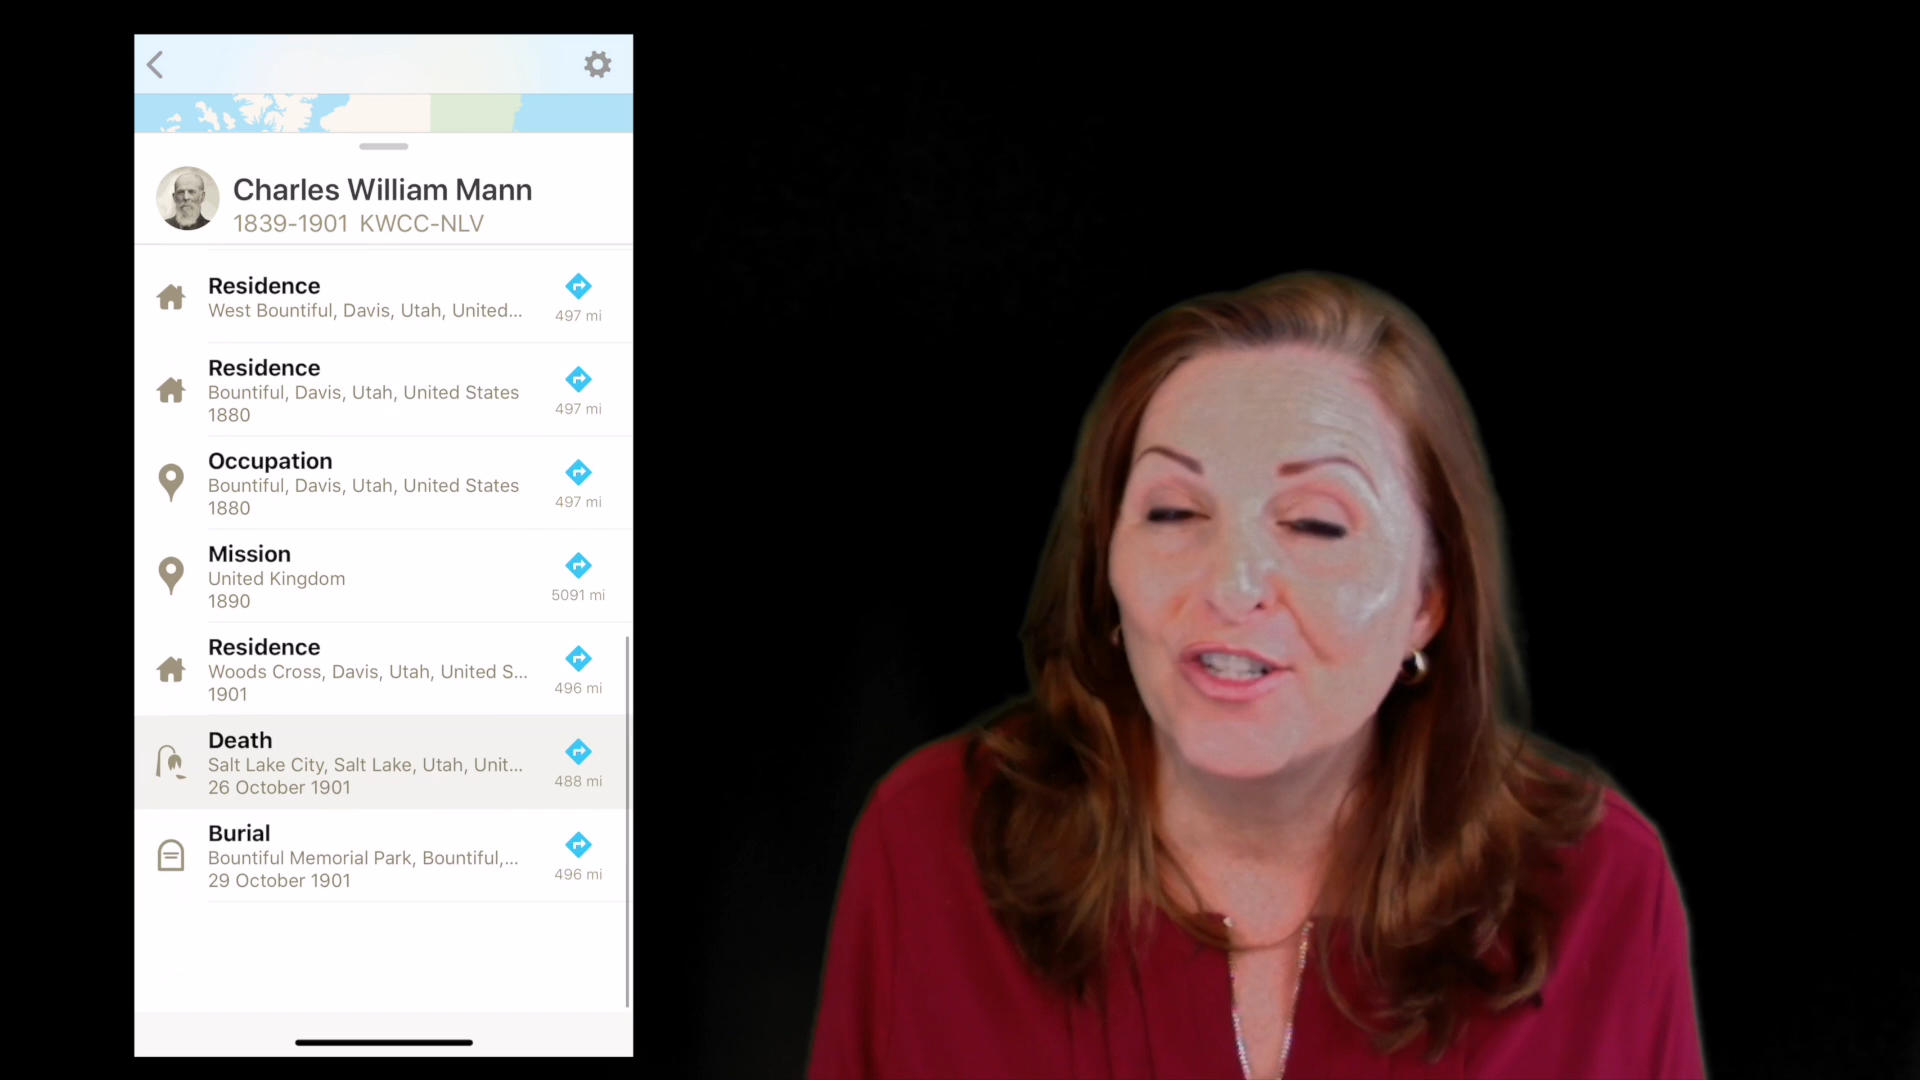 Charles William Mann
1839-1901 KWCC-NLV
Residence
West Bountiful, Davis, Utah, United...
497 mi
Residence
Bountiful, Davis, Utah, United States
1880
497 mi
Occupation
Bountiful, Davis, Utah, United States
1880
497 mi
Mission
United Kingdom
1890
5091 mi
Residence
Woods Cross, Davis, Utah, United S...
1901
496 mi
Death
Salt Lake City, Salt Lake, Utah, Unit...
26 October 1901
488 mi
Burial
Bountiful Memorial Park, Bountiful,...
29 October 1901
496 mi